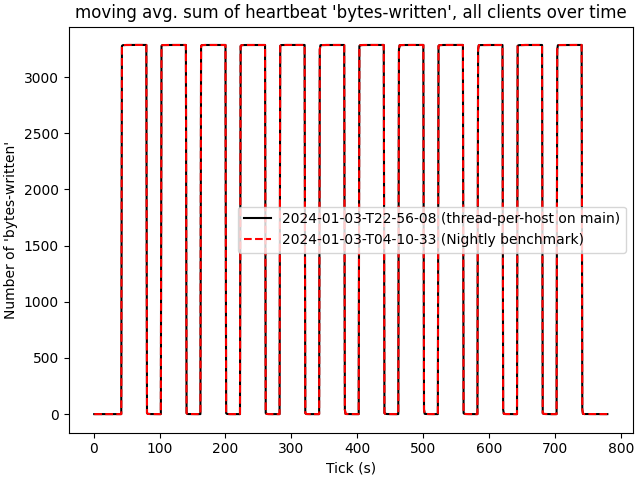 moving avg. sum of heartbeat 'bytes-written', all clients over time
Number of 'bytes-written'
3000
2500
2000
1500
1000
500
0
2024-01-03-T22-56-08 (thread-per-host on main)
2024-01-03-T04-10-33 (Nightly benchmark)
0 100 200 300 400 500 600 700 800
Tick (s)